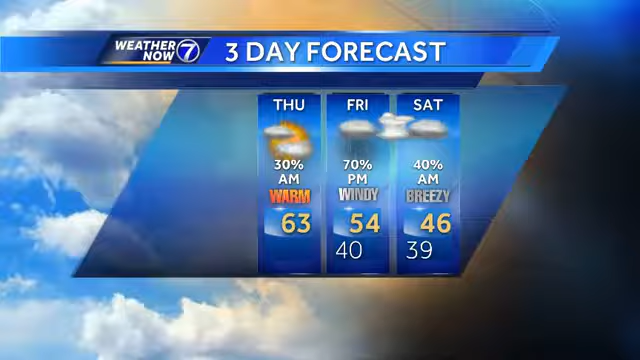 WEATHER
NOW 7
3 DAY FORECAST
THU FRI SAT
30% 70% 40%
AM PM AM
WARM WINDY BREEZY
63 54 46
40 39